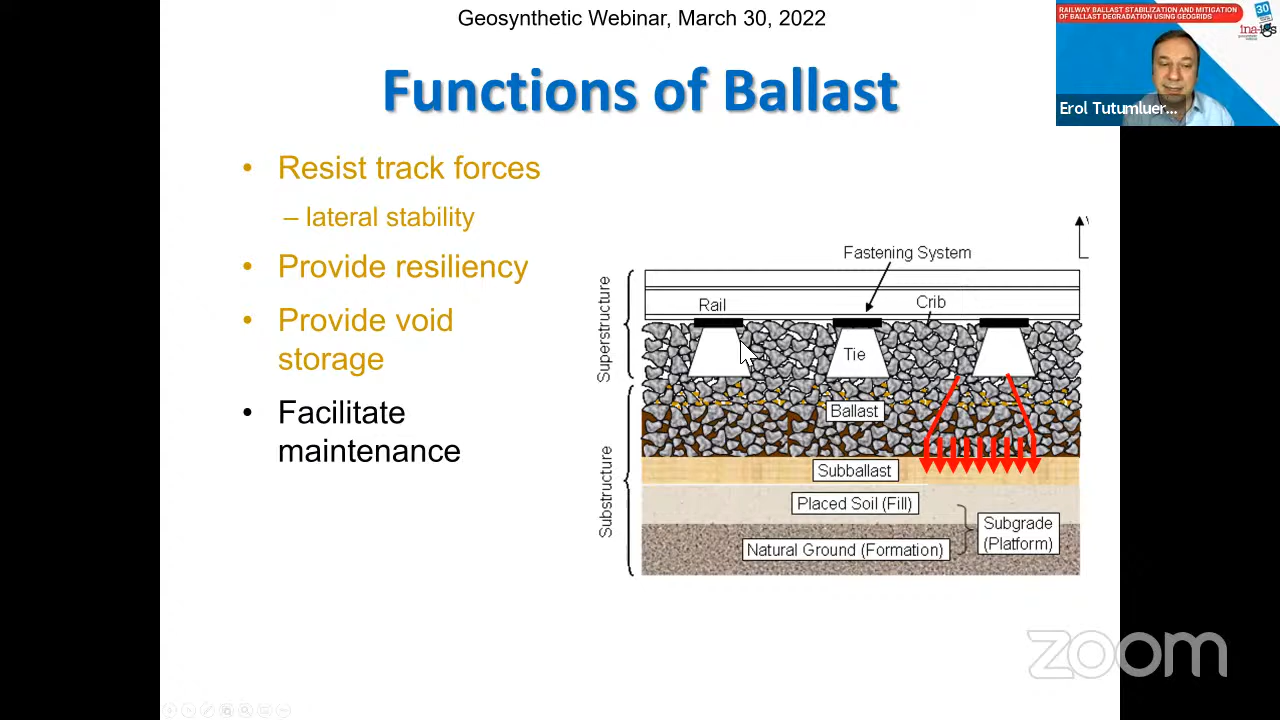 Geosynthetic Webinar, March 30, 2022
RAILWAY BALLAST STABILIZATION AND MITIGATION
OF BALLAST DEGRADATION USING GEOGRIDS
30
Erol Tutumluer...
Functions of Ballast
• Resist track forces
– lateral stability
• Provide resiliency
• Provide void
storage
• Facilitate
maintenance
Fastening System
Superstructure
Rail
Crib
Tie
Ballast
Substructure
Subballast
Placed Soil (Fill)
Subgrade
(Platform)
Natural Ground (Formation)
zoom